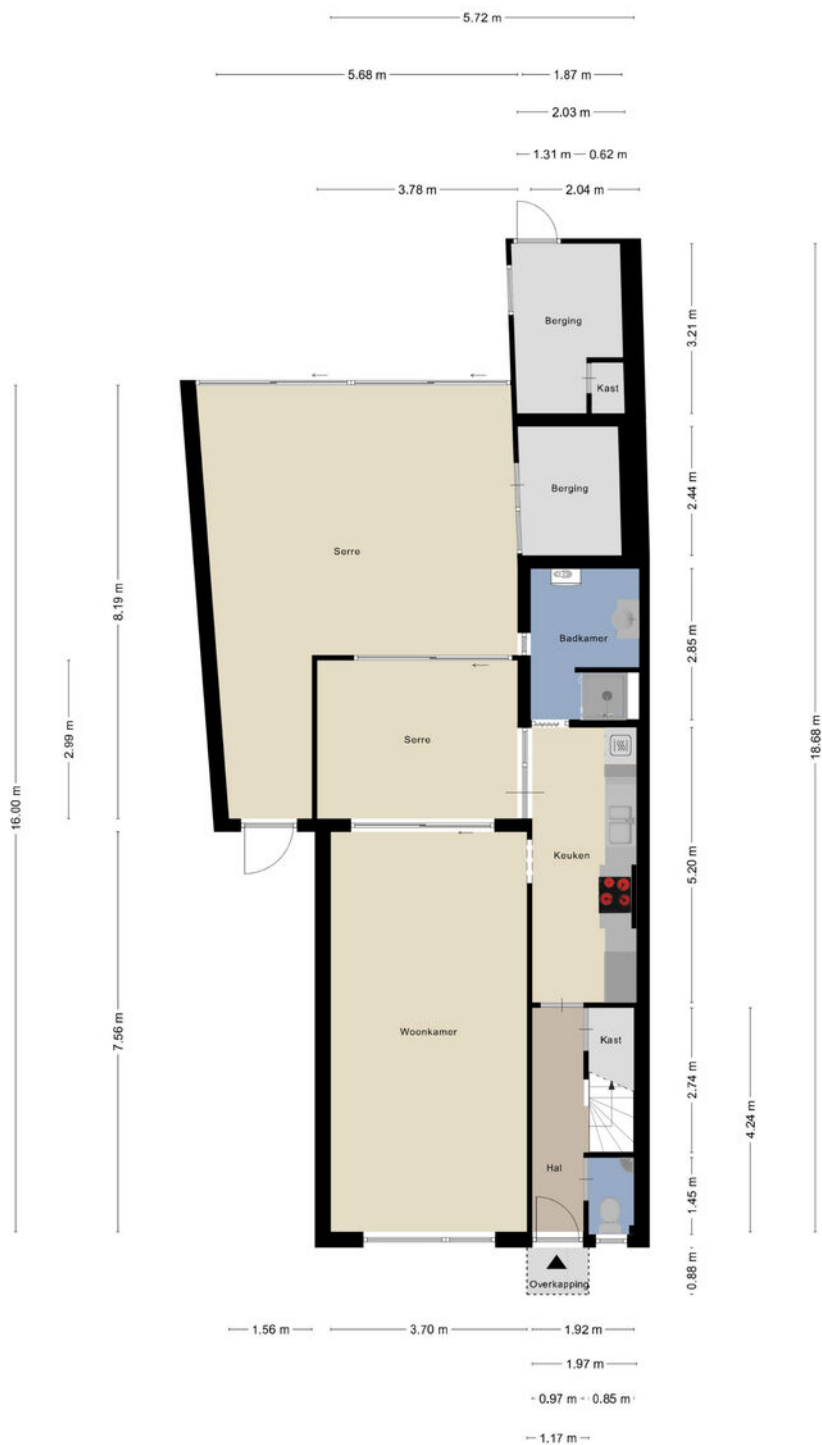 5.72 m
5.68 m
1.87 m
2.03 m
1.31 m
0.62 m
3.78 m
2.04 m
Berging
3.21 m
Kast
Berging
2.44 m
Serre
8.19 m
Badkamer
2.85 m
2.99 m
Serre
18.68 m
16.00 m
Keuken
5.20 m
7.56 m
Woonkamer
Kast
2.74 m
4.24 m
Hal
1.45 m
Overkapping
0.88 m
1.56 m
3.70 m
1.92 m
1.97 m
0.97 m
0.85 m
1.17 m